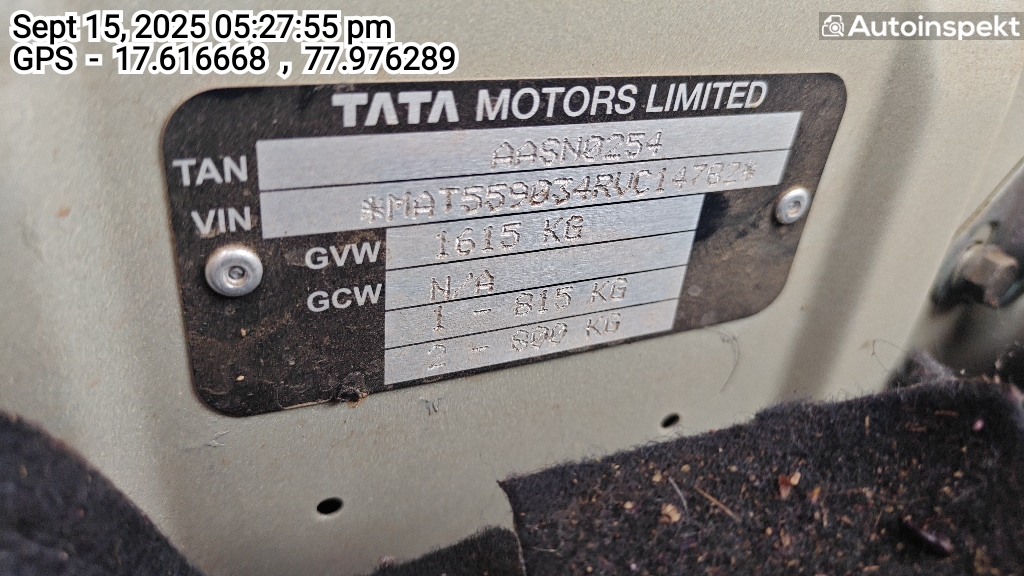 Sept 15, 2025 05:27:55 pm
GPS - 17.616668 , 77.976289
Autoinspekt
TATA MOTORS LIMITED
TAN AASN0254
VIN *MAT559034RVC14782*
GVW 1615 KG
GCW N/A
1 - 815 KG
2 - 800 KG